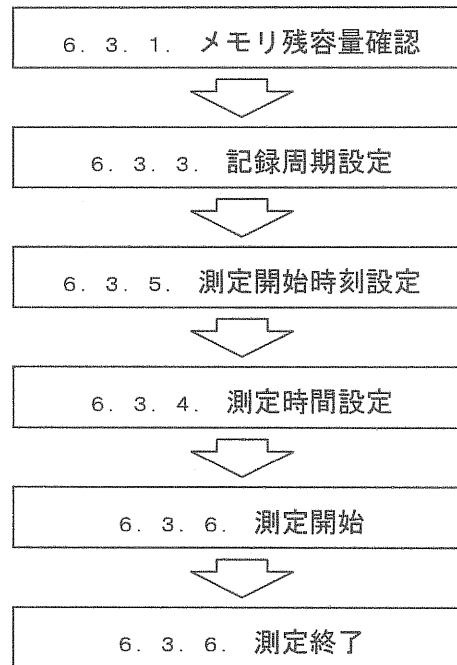 6. 3. 1. メモリ残容量確認
6. 3. 3. 記録周期設定
6. 3. 5. 測定開始時刻設定
6. 3. 4. 測定時間設定
6. 3. 6. 測定開始
6. 3. 6. 測定終了